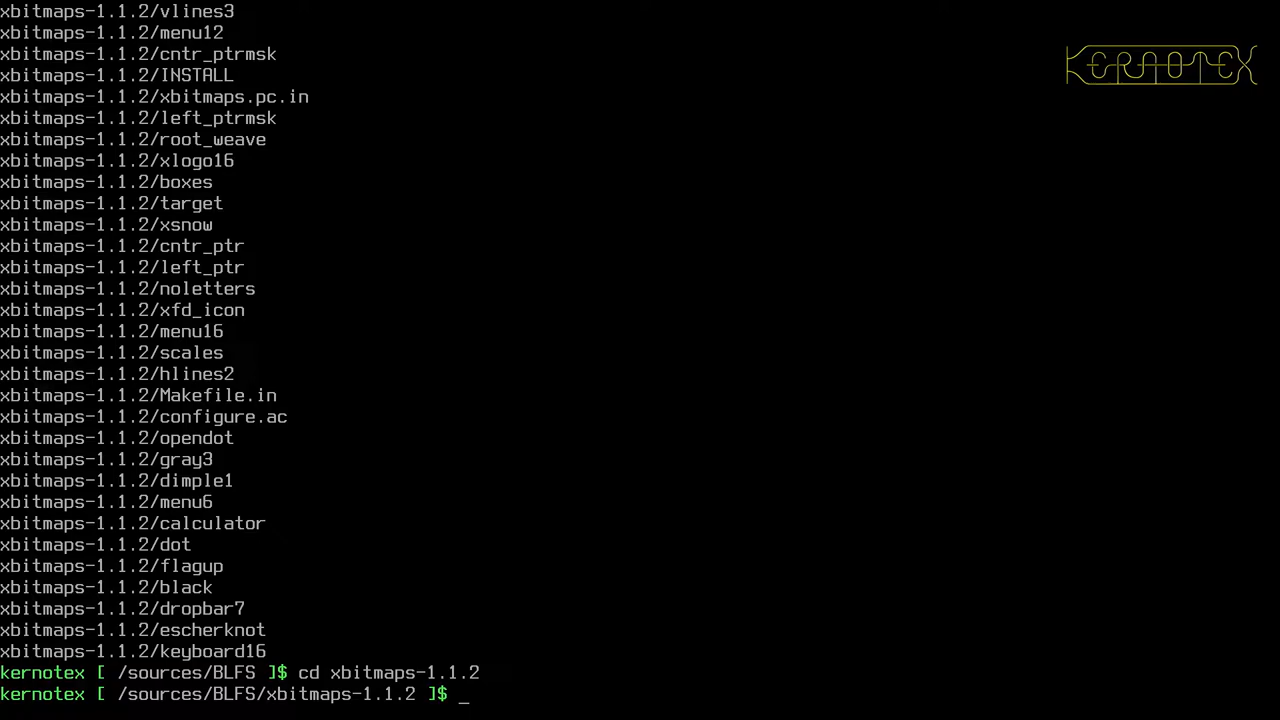 xbitmaps-1.1.2/vlines3
xbitmaps-1.1.2/menu12
xbitmaps-1.1.2/cntr_ptrmsk
xbitmaps-1.1.2/INSTALL
xbitmaps-1.1.2/xbitmaps.pc.in
xbitmaps-1.1.2/left_ptrmsk
xbitmaps-1.1.2/root_weave
xbitmaps-1.1.2/xlogo16
xbitmaps-1.1.2/boxes
xbitmaps-1.1.2/target
xbitmaps-1.1.2/xsnow
xbitmaps-1.1.2/cntr_ptr
xbitmaps-1.1.2/left_ptr
xbitmaps-1.1.2/noletters
xbitmaps-1.1.2/xfd_icon
xbitmaps-1.1.2/menu16
xbitmaps-1.1.2/scales
xbitmaps-1.1.2/hlines2
xbitmaps-1.1.2/Makefile.in
xbitmaps-1.1.2/configure.ac
xbitmaps-1.1.2/opendot
xbitmaps-1.1.2/gray3
xbitmaps-1.1.2/dimple1
xbitmaps-1.1.2/menu6
xbitmaps-1.1.2/calculator
xbitmaps-1.1.2/dot
xbitmaps-1.1.2/flagup
xbitmaps-1.1.2/black
xbitmaps-1.1.2/dropbar7
xbitmaps-1.1.2/escherknot
xbitmaps-1.1.2/keyboard16
kernotex [ /sources/BLFS ]$ cd xbitmaps-1.1.2
kernotex [ /sources/BLFS/xbitmaps-1.1.2 ]$ _
KERNOTEX